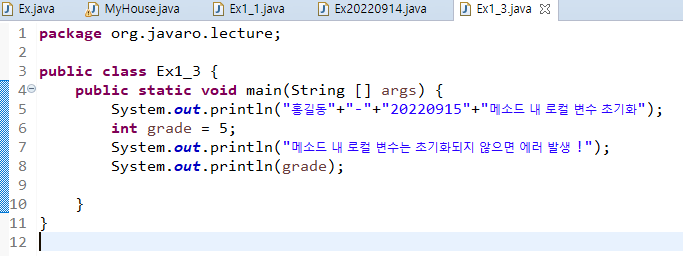 Ex.java MyHouse.java Ex1_1.java Ex20220914.java Ex1_3.java
1 package org.javaro.lecture;
2
3 public class Ex1_3 {
4 public static void main(String [] args) {
5 System.out.println("홍길동"+"-"+"20220915"+"메소드 내 로컬 변수 초기화");
6 int grade = 5;
7 System.out.println("메소드 내 로컬 변수는 초기화되지 않으면 에러 발생 !");
8 System.out.println(grade);
9
10 }
11 }
12